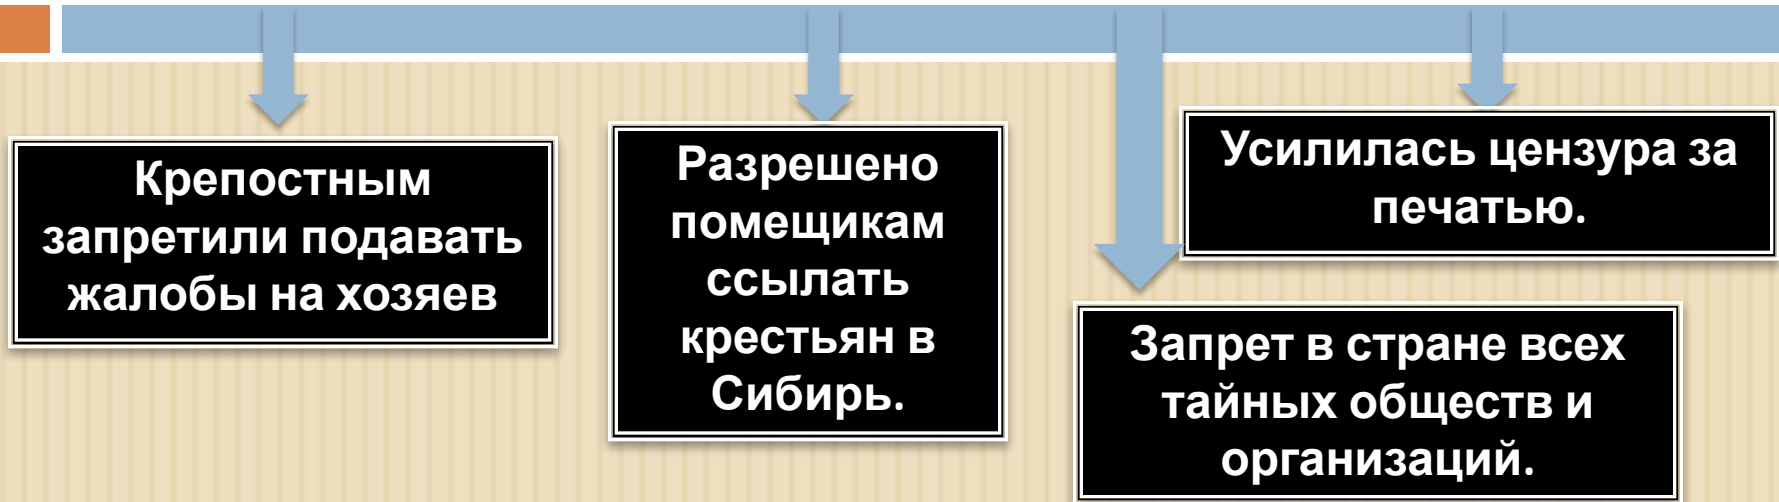 Крепостным
запретили подавать
жалобы на хозяев
Разрешено
помещикам
ссылать
крестьян в
Сибирь.
Усилилась цензура за
печатью.
Запрет в стране всех
тайных обществ и
организаций.